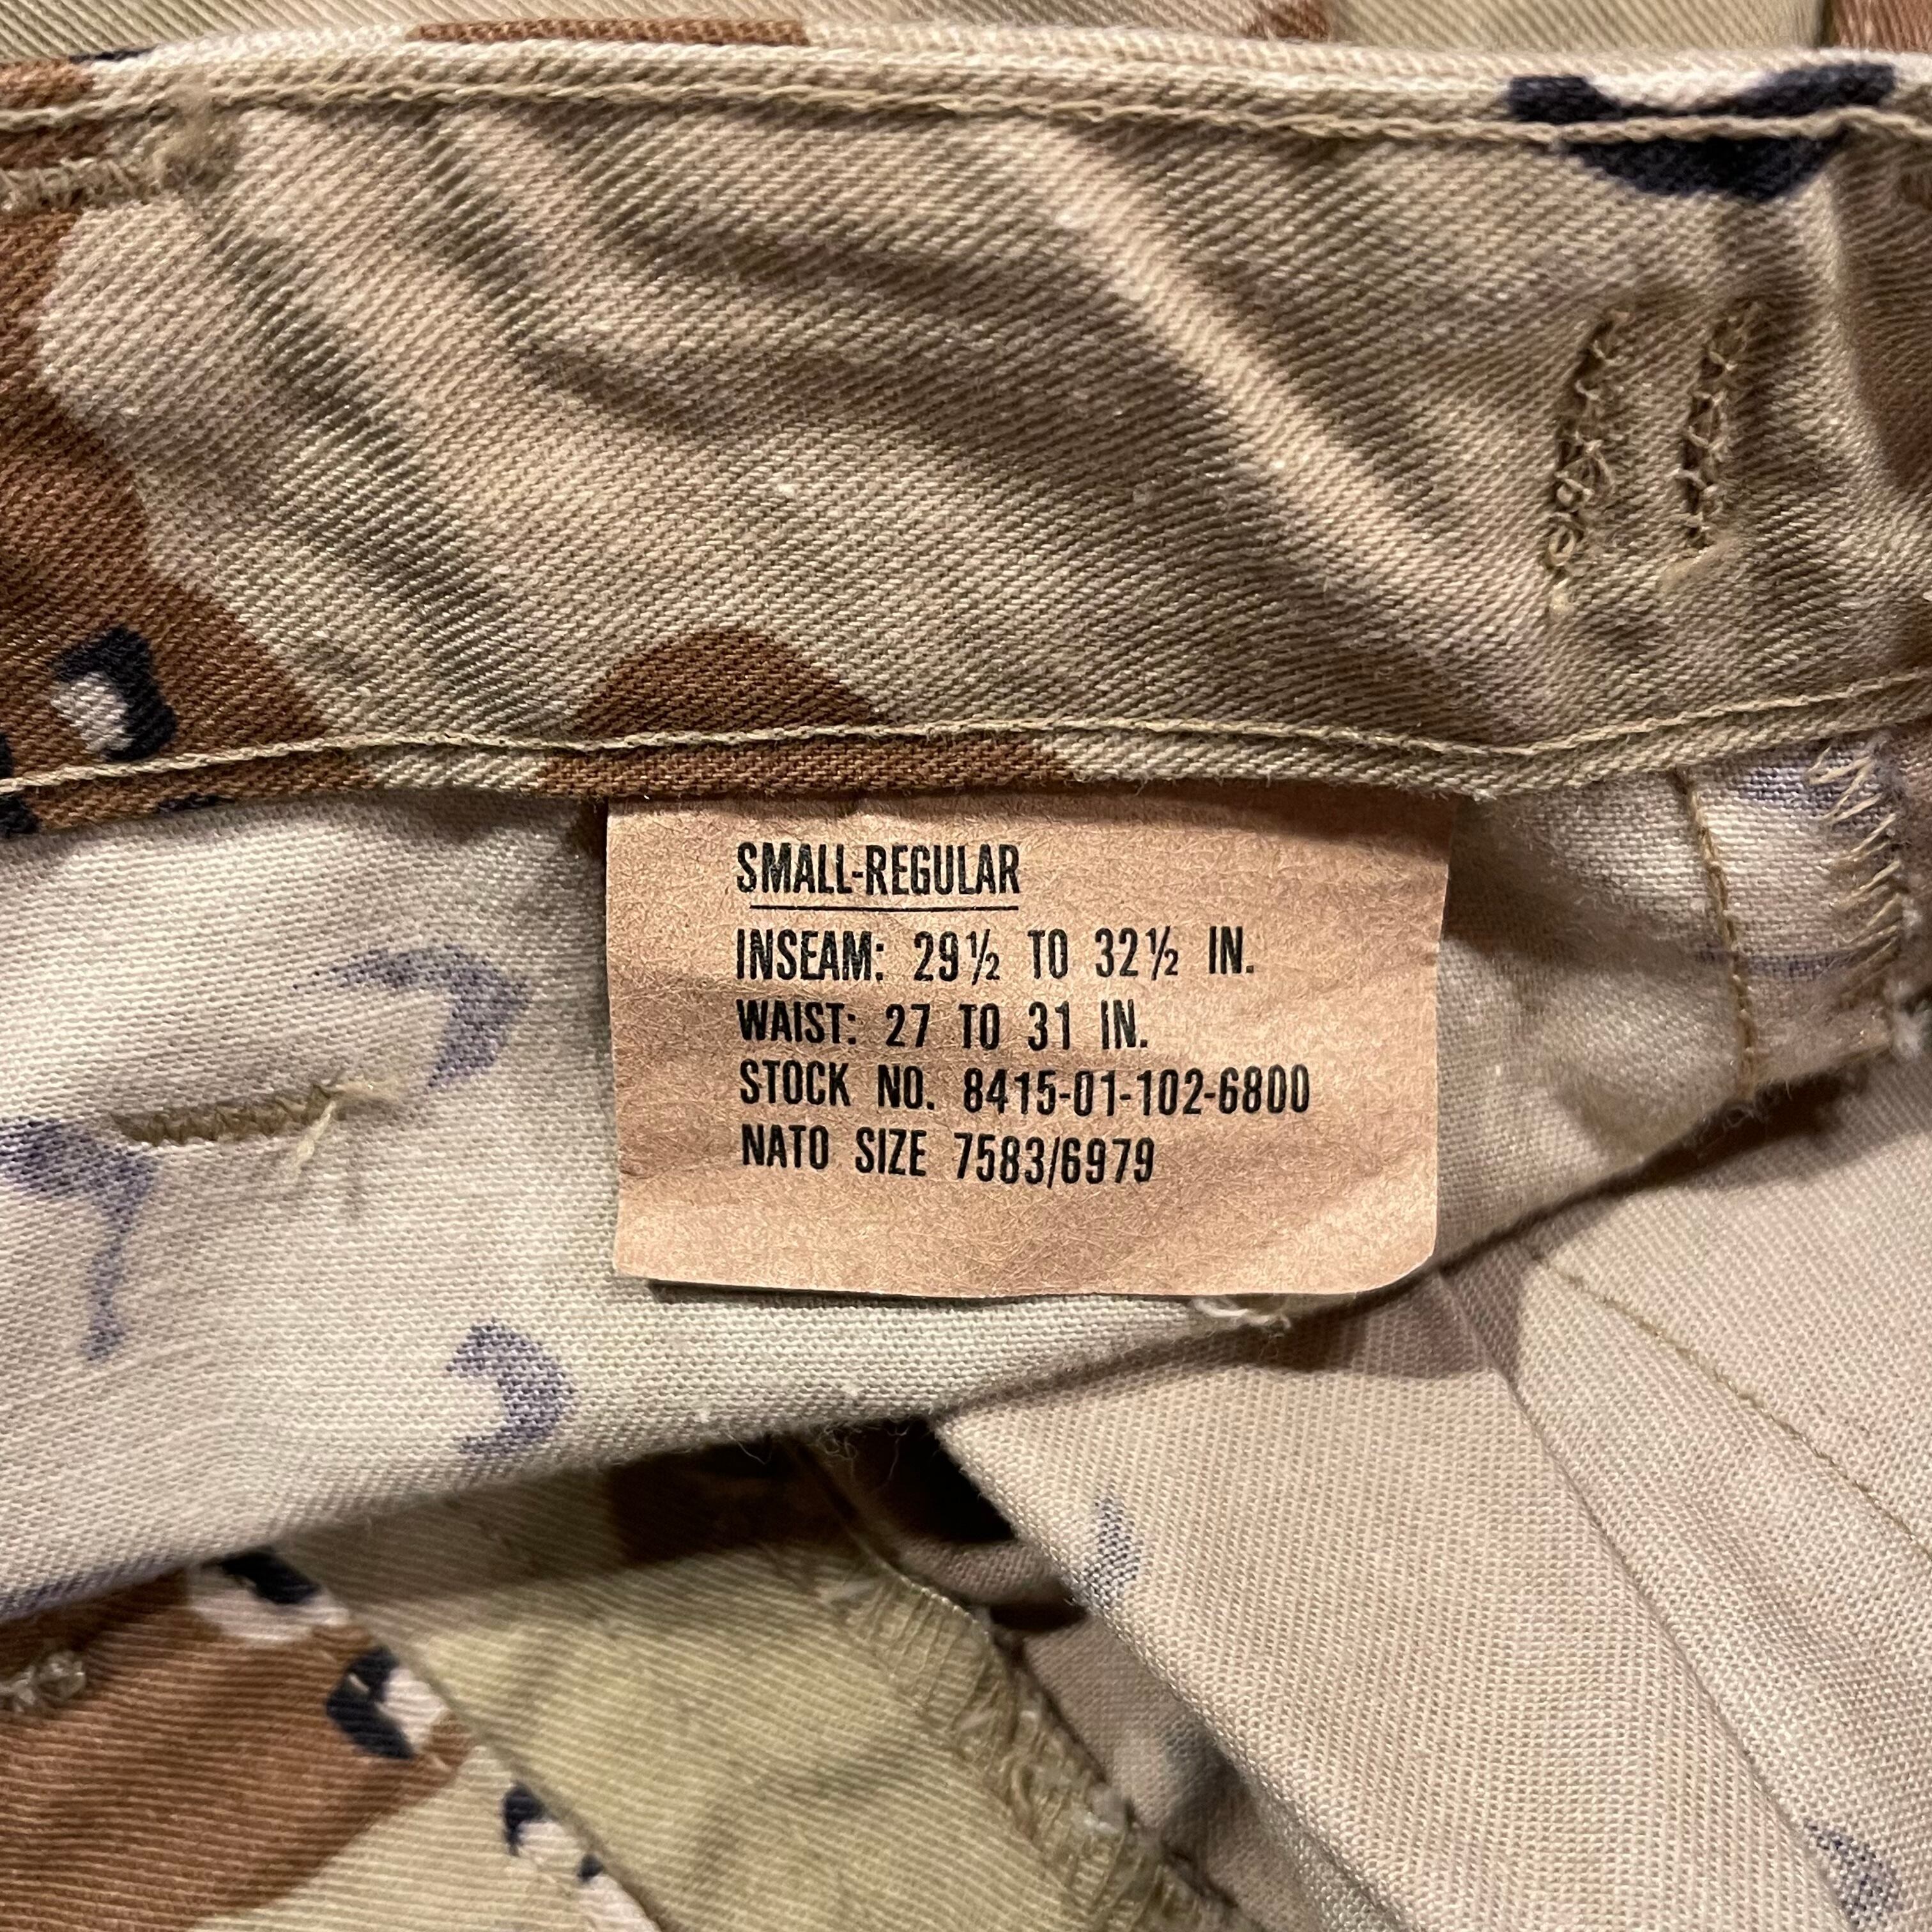 SMALL-REGULAR
INSEAM: 29½ TO 32½ IN.
WAIST: 27 TO 31 IN.
STOCK NO. 8415-01-102-6800
NATO SIZE 7583/6979